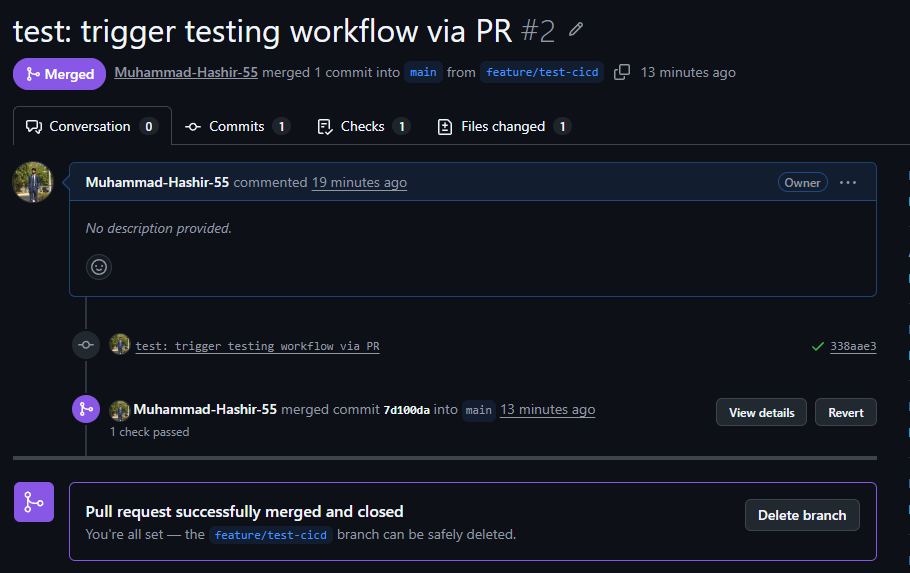 test: trigger testing workflow via PR #2
Merged Muhammad-Hashir-55 merged 1 commit into main from feature/test-cicd 13 minutes ago
Conversation 0 Commits 1 Checks 1 Files changed 1
Muhammad-Hashir-55 commented 19 minutes ago Owner
No description provided.
test: trigger testing workflow via PR 338aae3
Muhammad-Hashir-55 merged commit 7d100da into main 13 minutes ago View details Revert
1 check passed
Pull request successfully merged and closed
Delete branch
You're all set — the feature/test-cicd branch can be safely deleted.